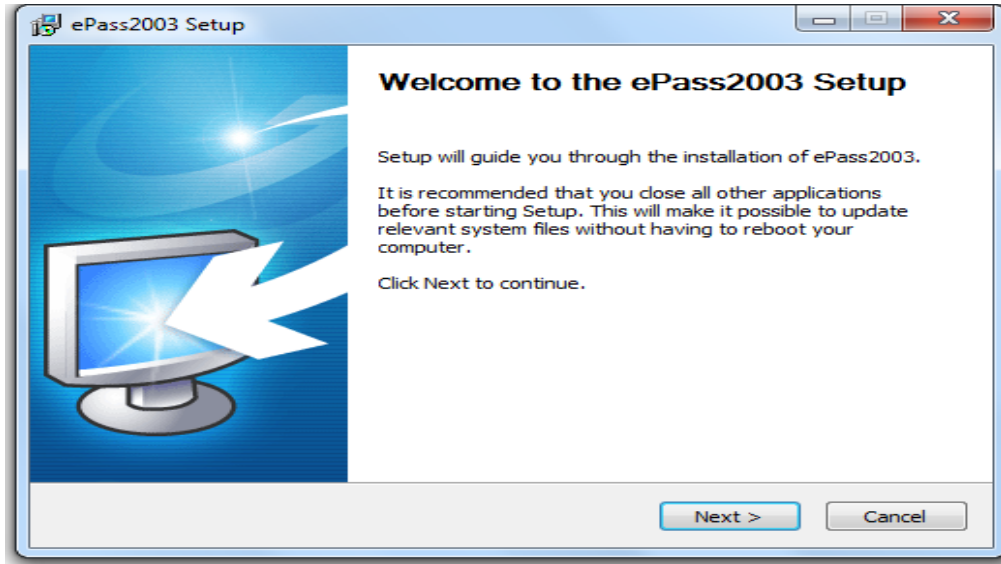 ePass2003 Setup
Welcome to the ePass2003 Setup
Setup will guide you through the installation of ePass2003.
It is recommended that you close all other applications
before starting Setup. This will make it possible to update
relevant system files without having to reboot your
computer.
Click Next to continue.
Next >
Cancel